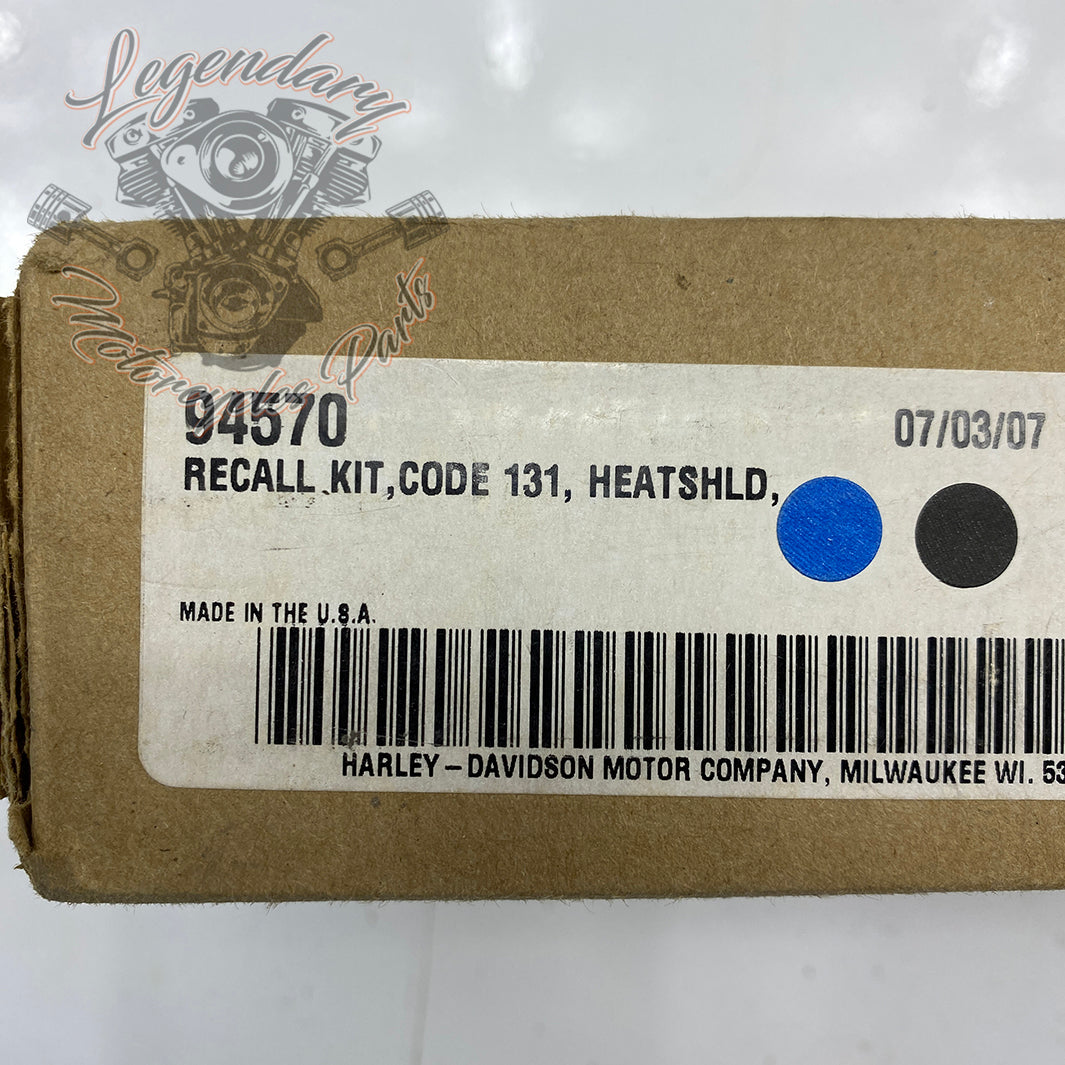 Legendary
Motorcycles Parts
94570 07/03/07
RECALL KIT,CODE 131, HEATSHLD,
MADE IN THE U.S.A.
HARLEY-DAVIDSON MOTOR COMPANY, MILWAUKEE WI. 53